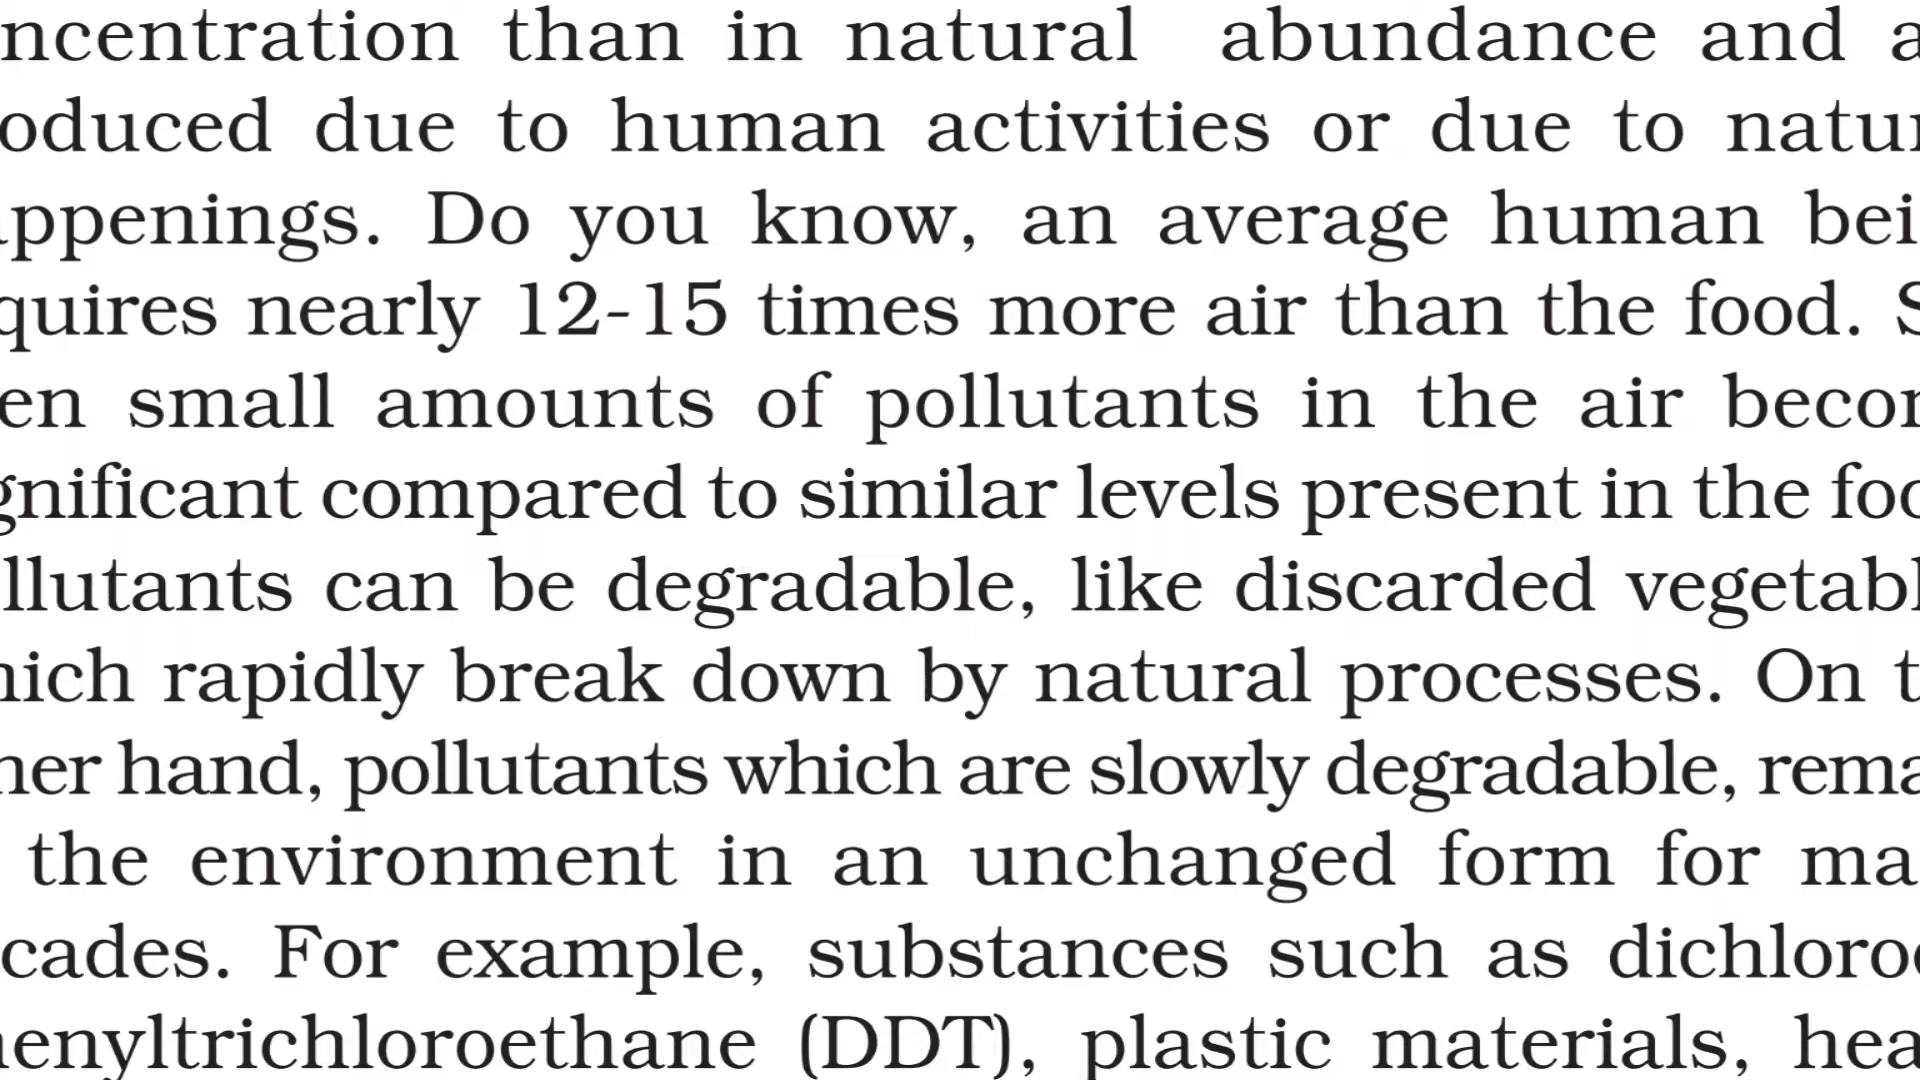 ncentration than in natural abundance and a
oduced due to human activities or due to natur
appenings. Do you know, an average human bei
quires nearly 12-15 times more air than the food. S
en small amounts of pollutants in the air becom
gnificant compared to similar levels present in the foo
llutants can be degradable, like discarded vegetabl
hich rapidly break down by natural processes. On t
her hand, pollutants which are slowly degradable, rema
the environment in an unchanged form for ma
cades. For example, substances such as dichloro
henyltrichloroethane (DDT), plastic materials, hea